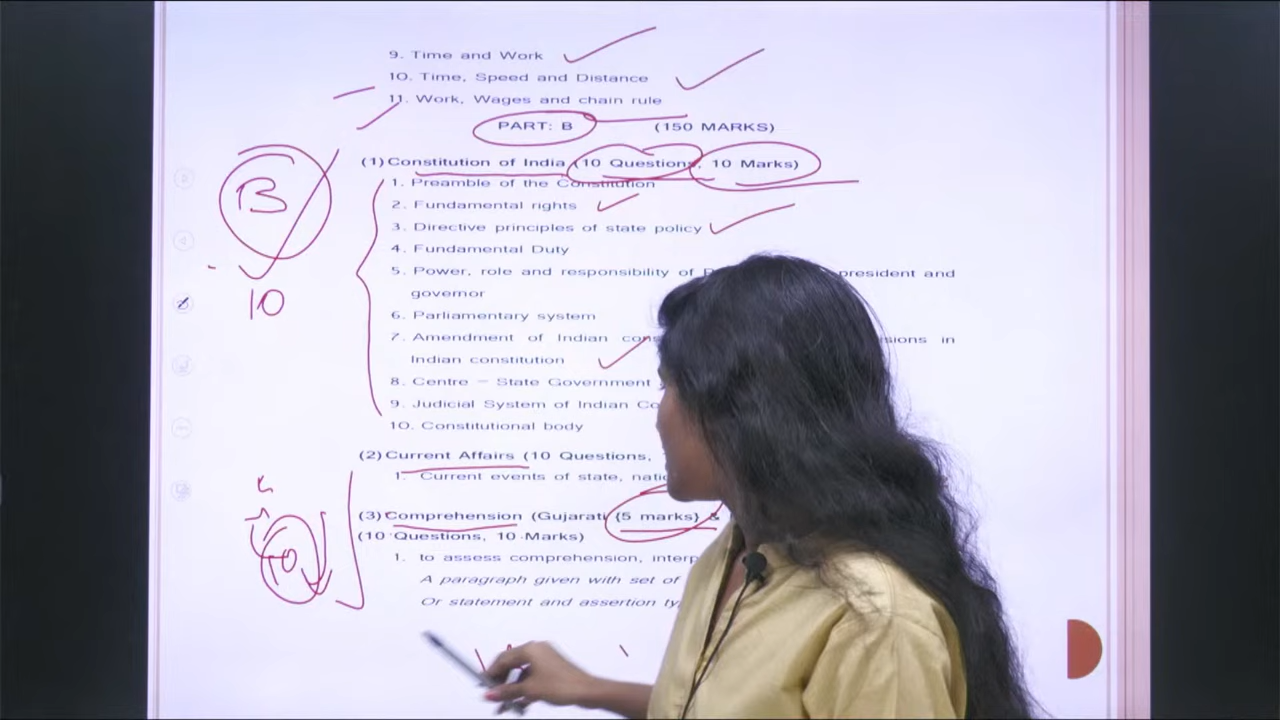 9. Time and Work
10. Time, Speed and Distance
11. Work, Wages and chain rule
PART: B (150 MARKS)
(1) Constitution of India (10 Questions, 10 Marks)
1. Preamble of the Constitution
2. Fundamental rights
3. Directive principles of state policy
B
4. Fundamental Duty
5. Power, role and responsibility of president and
governor
10
6. Parliamentary system
7. Amendment of Indian in
Indian constitution
8. Centre – State Government
9. Judicial System of Indian
10. Constitutional body
(2) Current Affairs (10 Questions,
1. Current events of state,
(3) Comprehension (Gujarati (5 marks) &
(10 Questions, 10 Marks)
10
1. to assess comprehension,
A paragraph given with set of
Or statement and assertion